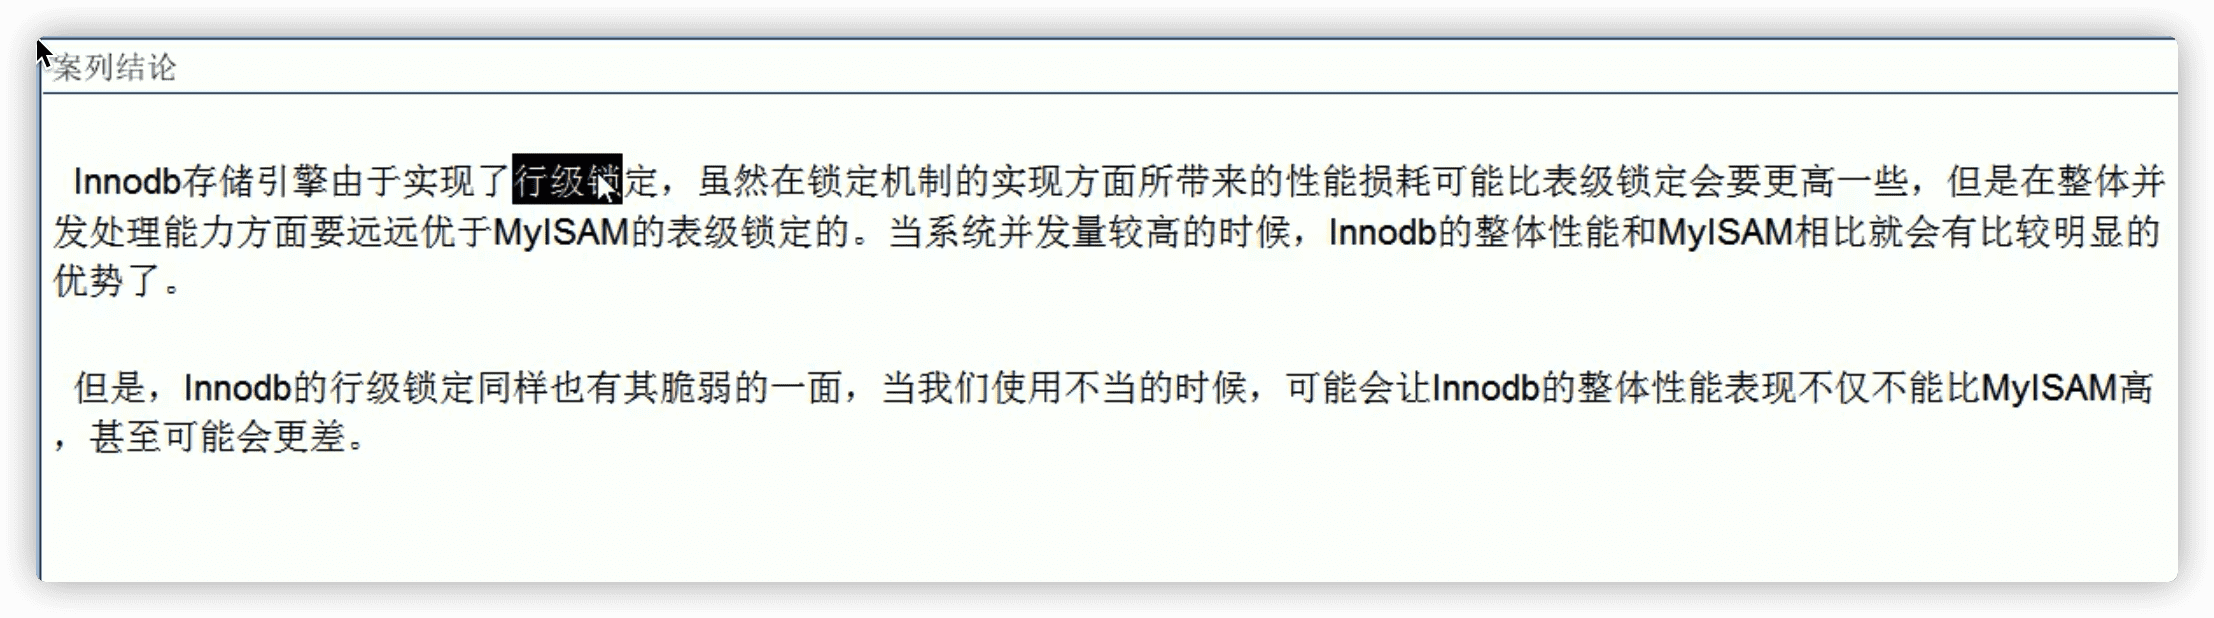 案列结论
Innodb存储引擎由于实现了行级锁定，虽然在锁定机制的实现方面所带来的性能损耗可能比表级锁定会要更高一些，但是在整体并
发处理能力方面要远远优于MyISAM的表级锁定的。当系统并发量较高的时候，Innodb的整体性能和MyISAM相比就会有比较明显的
优势了。
但是，Innodb的行级锁定同样也有其脆弱的一面，当我们使用不当的时候，可能会让Innodb的整体性能表现不仅不能比MyISAM高
，甚至可能会更差。